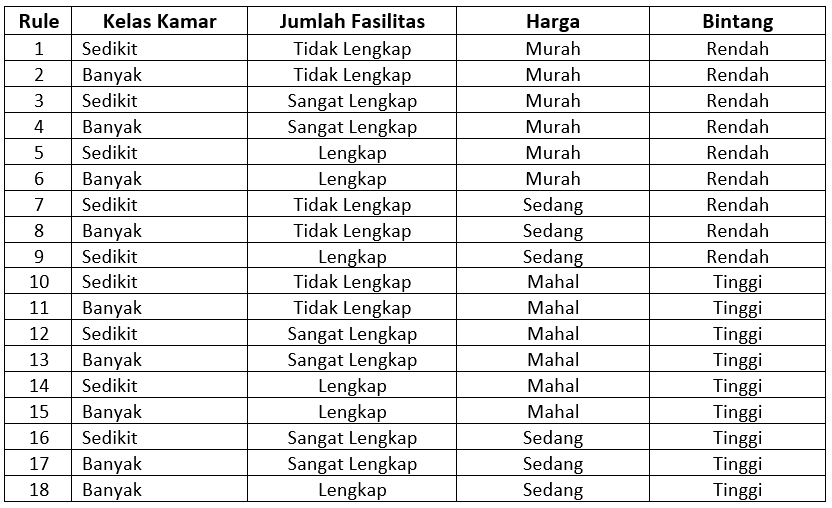 Rule Kelas Kamar Jumlah Fasilitas Harga Bintang
1 Sedikit Tidak Lengkap Murah Rendah
2 Banyak Tidak Lengkap Murah Rendah
3 Sedikit Sangat Lengkap Murah Rendah
4 Banyak Sangat Lengkap Murah Rendah
5 Sedikit Lengkap Murah Rendah
6 Banyak Lengkap Murah Rendah
7 Sedikit Tidak Lengkap Sedang Rendah
8 Banyak Tidak Lengkap Sedang Rendah
9 Sedikit Lengkap Sedang Rendah
10 Sedikit Tidak Lengkap Mahal Tinggi
11 Banyak Tidak Lengkap Mahal Tinggi
12 Sedikit Sangat Lengkap Mahal Tinggi
13 Banyak Sangat Lengkap Mahal Tinggi
14 Sedikit Lengkap Mahal Tinggi
15 Banyak Lengkap Mahal Tinggi
16 Sedikit Sangat Lengkap Sedang Tinggi
17 Banyak Sangat Lengkap Sedang Tinggi
18 Banyak Lengkap Sedang Tinggi